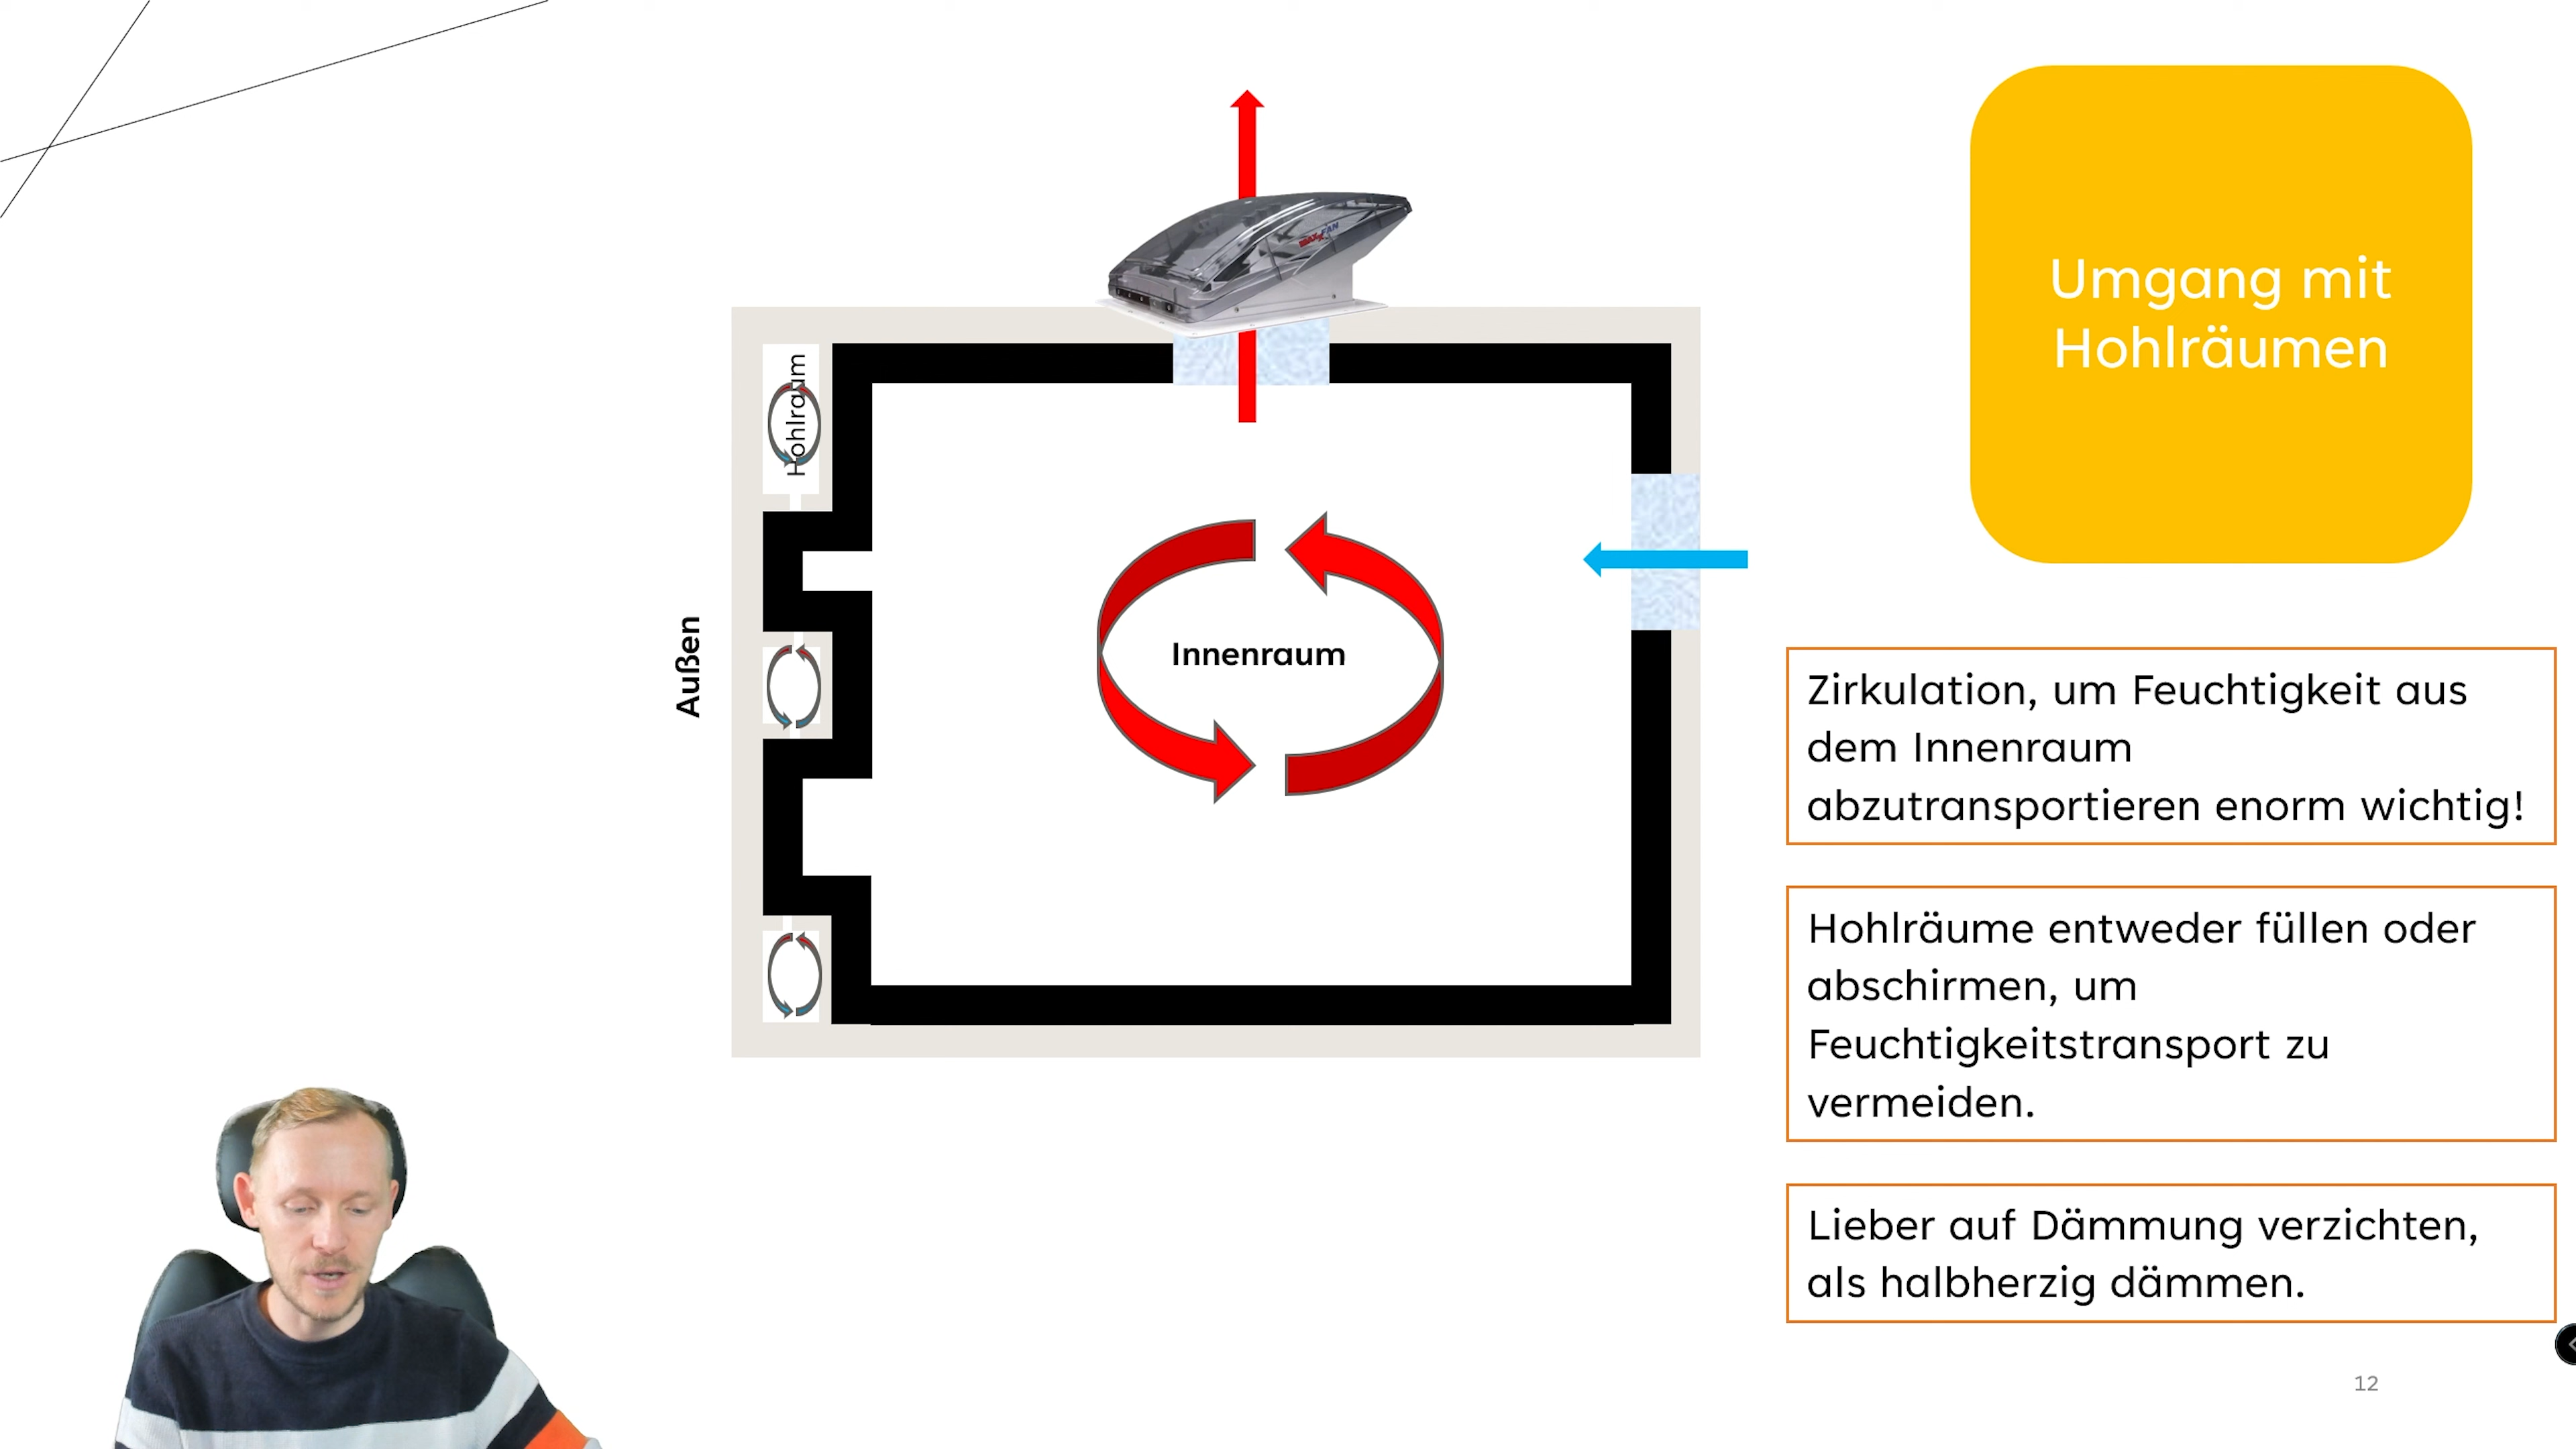 Umgang mit
Hohlräumen
MAXXFAN
Hohlraum
Außen
Innenraum
Zirkulation, um Feuchtigkeit aus
dem Innenraum
abzutransportieren enorm wichtig!
Hohlräume entweder füllen oder
abschirmen, um
Feuchtigkeitstransport zu
vermeiden.
Lieber auf Dämmung verzichten,
als halbherzig dämmen.
12